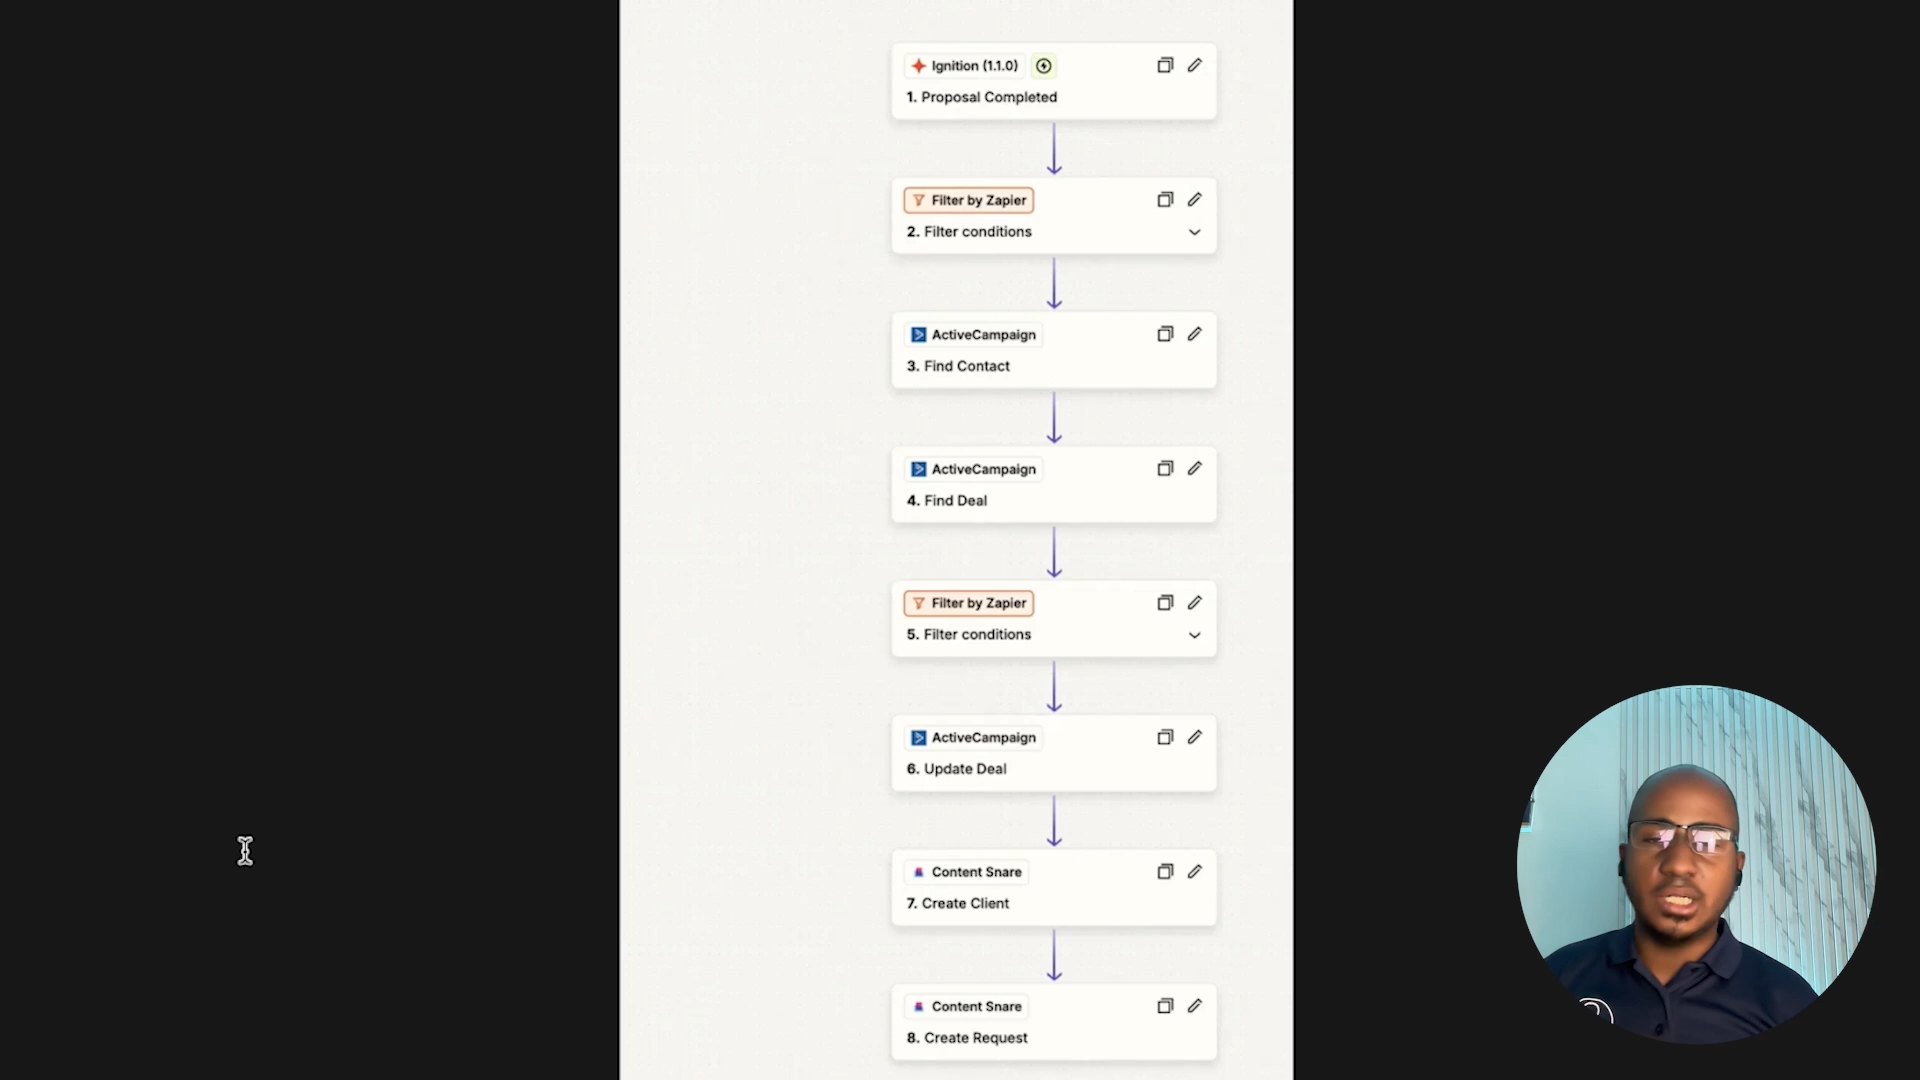 Ignition (1.1.0)
1. Proposal Completed
Filter by Zapier
2. Filter conditions
ActiveCampaign
3. Find Contact
ActiveCampaign
4. Find Deal
Filter by Zapier
5. Filter conditions
ActiveCampaign
6. Update Deal
Content Snare
7. Create Client
Content Snare
8. Create Request